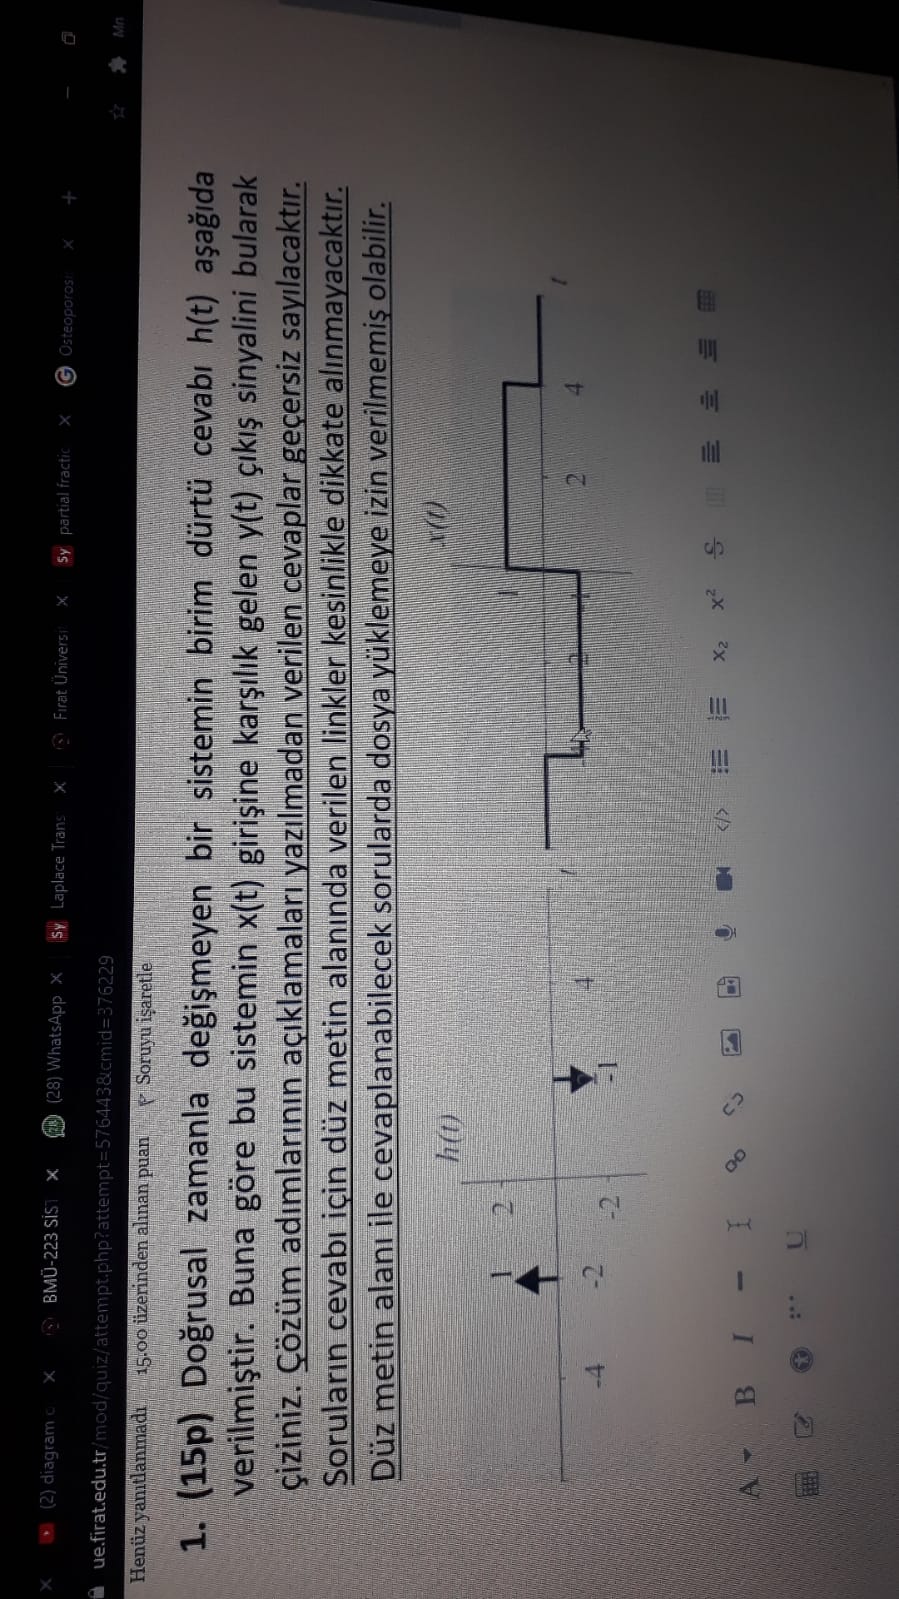 (2) diagram c
BMÜ-223 SİST
(28) WhatsApp
Laplace Trans
Fırat Üniversi
partial fractic
Osteoporosi
ue.firat.edu.tr/mod/quiz/attempt.php?attempt=576443&cmid=376229
Henüz yanıtlanmadı 15.00 üzerinden alınan puan Soruyu işaretle
1. (15p) Doğrusal zamanla değişmeyen bir sistemin birim dürtü cevabı h(t) aşağıda
verilmiştir. Buna göre bu sistemin x(t) girişine karşılık gelen y(t) çıkış sinyalini bularak
çiziniz. Çözüm adımlarının açıklamaları yazılmadan verilen cevaplar geçersiz sayılacaktır.
Soruların cevabı için düz metin alanında verilen linkler kesinlikle dikkate alınmayacaktır.
Düz metin alanı ile cevaplanabilecek sorularda dosya yüklemeye izin verilmemiş olabilir.
h(t)
2
1
-4 -2 4 t
-1
-2
x(t)
1
2 4 t
A B I U